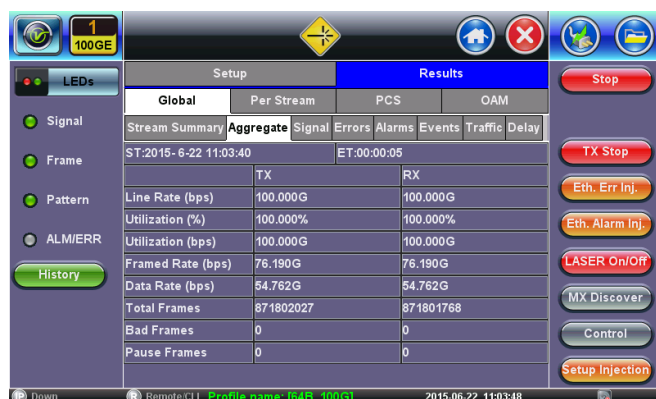 1
100GE
LEDs
Signal
Frame
Pattern
ALM/ERR
History
Setup Results
Global Per Stream PCS OAM
Stream Summary Aggregate Signal Errors Alarms Events Traffic Delay
ST:2015- 6-22 11:03:40 ET:00:00:05
TX RX
Line Rate (bps) 100.000G 100.000G
Utilization (%) 100.000% 100.000%
Utilization (bps) 100.000G 100.000G
Framed Rate (bps) 76.190G 76.190G
Data Rate (bps) 54.762G 54.762G
Total Frames 871802027 871801768
Bad Frames 0 0
Pause Frames 0 0
Stop
TX Stop
Eth. Err Inj.
Eth. Alarm Inj.
LASER On/Off
MX Discover
Control
Setup Injection
IP Down R Remote/CLI Profile name: [64B_100G] 2015.06.22 11:03:48